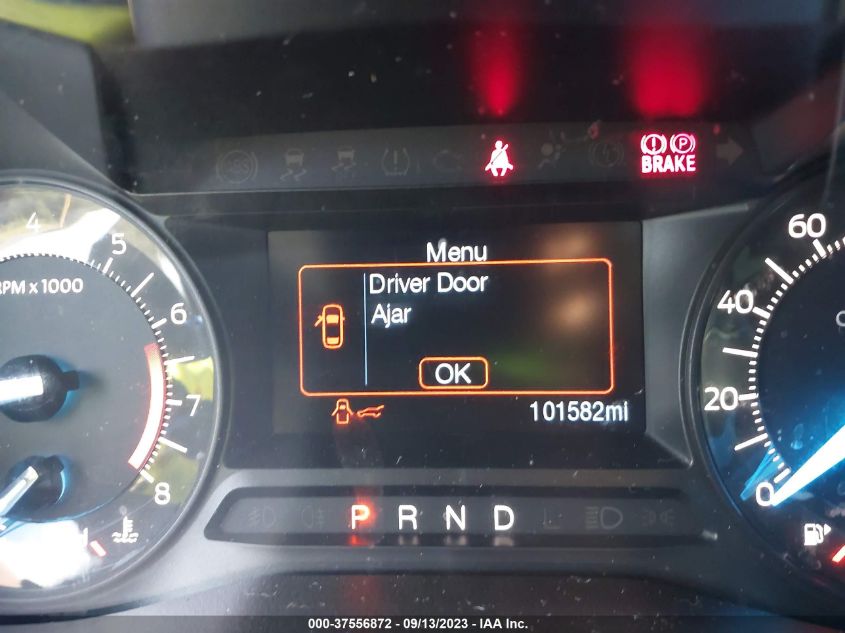 BRAKE
P
Menu
Driver Door
Ajar
OK
101582mi
4
5
6
7
8
RPM x 1000
60
40
20
0
P R N D L
000-37556872 - 09/13/2023 - IAA Inc.